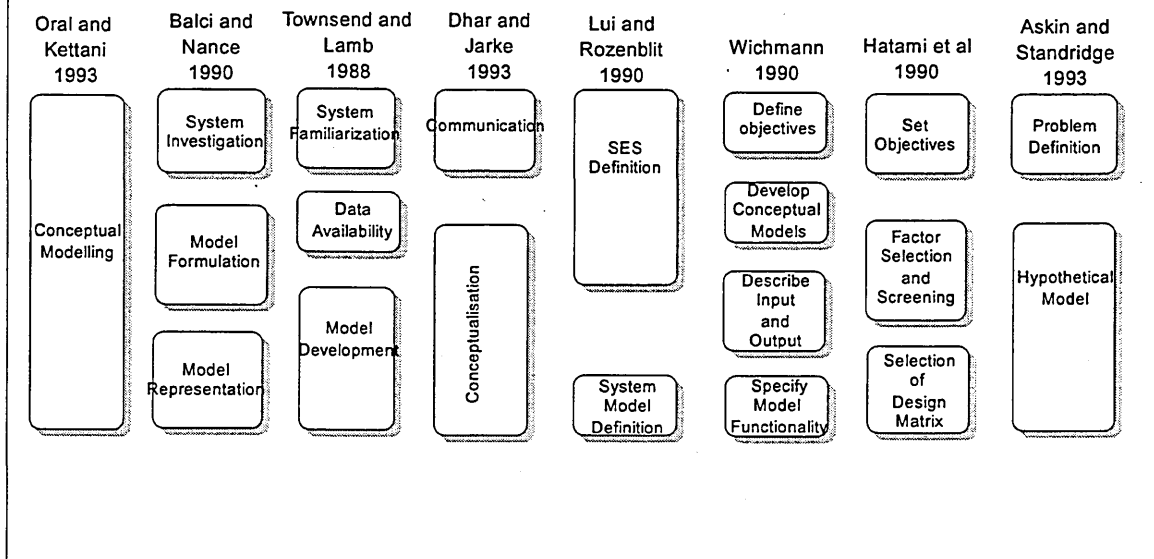 Oral and
Kettani
1993
Balci and
Nance
1990
Townsend and
Lamb
1988
Dhar and
Jarke
1993
Lui and
Rozenblit
1990
Wichmann
1990
Hatami et al
1990
Askin and
Standridge
1993
Conceptual
Modelling
System
Investigation
Model
Formulation
Model
Representation
System
Familiarization
Data
Availability
Model
Development
Communication
Conceptualisation
SES
Definition
System
Model
Definition
Define
objectives
Develop
Conceptual
Models
Describe
Input
and
Output
Specify
Model
Functionality
Set
Objectives
Factor
Selection
and
Screening
Selection
of
Design
Matrix
Problem
Definition
Hypothetical
Model